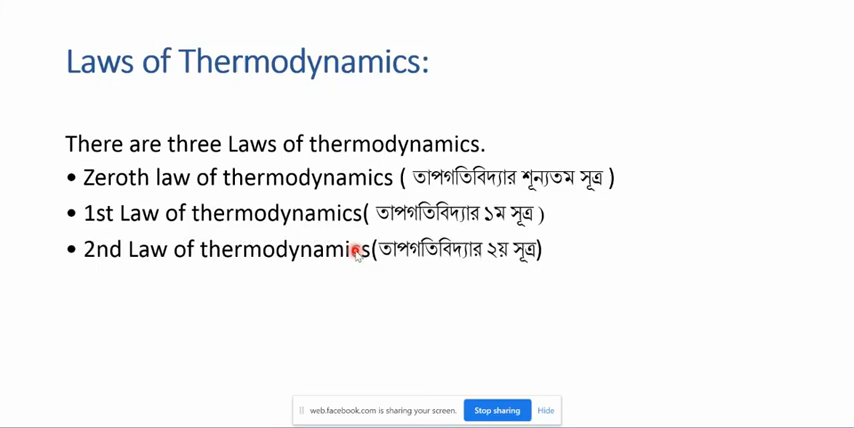 Laws of Thermodynamics:
There are three Laws of thermodynamics.
• Zeroth law of thermodynamics ( তাপগতিবিদ্যার শূন্যতম সূত্র )
• 1st Law of thermodynamics( তাপগতিবিদ্যার ১ম সূত্র )
• 2nd Law of thermodynamics(তাপগতিবিদ্যার ২য় সূত্র)
web.facebook.com is sharing your screen. Stop sharing Hide